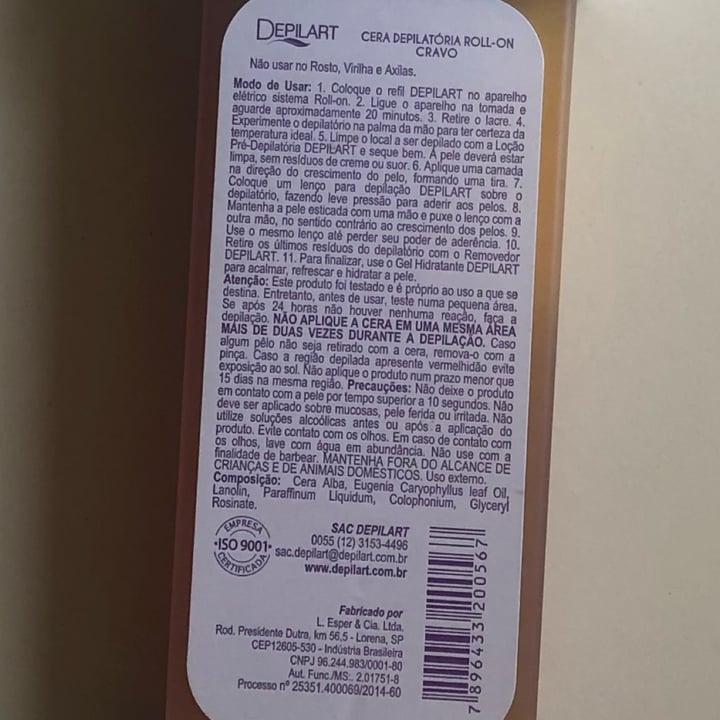 DEPILART
CERA DEPILATÓRIA ROLL-ON
CRAVO
Não usar no Rosto, Virilha e Axilas.
Modo de Usar: 1. Coloque o refil DEPILART no aparelho
elétrico sistema Roll-on. 2. Ligue o aparelho na tomada e
aguarde aproximadamente 20 minutos. 3. Retire o lacre. 4.
Experimente o depilatório na palma da mão para ter certeza da
temperatura ideal. 5. Limpe o local a ser depilado com a Loção
Pré-Depilatória DEPILART e seque bem. A pele deverá estar
limpa, sem resíduos de creme ou suor. 6. Aplique uma camada
na direção do crescimento do pelo, formando uma tira. 7.
Coloque um lenço para depilação DEPILART sobre o
depilatório, fazendo leve pressão para aderir aos pelos. 8.
Mantenha a pele esticada com uma mão e puxe o lenço com a
outra mão, no sentido contrário ao crescimento dos pelos. 9.
Use o mesmo lenço até perder seu poder de aderência. 10.
Retire os últimos resíduos do depilatório com o Removedor
DEPILART. 11. Para finalizar, use o Gel Hidratante DEPILART
para acalmar, refrescar e hidratar a pele.
Atenção: Este produto foi testado e é próprio ao uso a que se
destina. Entretanto, antes de usar, teste numa pequena área.
Se após 24 horas não houver nenhuma reação, faça a
depilação. NÃO APLIQUE A CERA EM UMA MESMA ÁREA
MAIS DE DUAS VEZES DURANTE A DEPILAÇÃO. Caso
algum pêlo não seja retirado com a cera, remova-o com a
pinça. Caso a região depilada apresente vermelhidão evite
exposição ao sol. Não aplique o produto num prazo menor que
15 dias na mesma região. Precauções: Não deixe o produto
em contato com a pele por tempo superior a 10 segundos. Não
deve ser aplicado sobre mucosas, pele ferida ou irritada. Não
utilize soluções alcoólicas antes ou após a aplicação do
produto. Evite contato com os olhos. Em caso de contato com
os olhos, lave com água em abundância. Não use com a
finalidade de barbear. MANTENHA FORA DO ALCANCE DE
CRIANÇAS E DE ANIMAIS DOMÉSTICOS. Uso externo.
Composição: Cera Alba, Eugenia Caryophyllus leaf Oil,
Lanolin, Paraffinum Liquidum, Colophonium, Glyceryl
Rosinate.
EMPRESA
•ISO 9001•
CERTIFICADA
SAC DEPILART
0055 (12) 3153-4496
sac.depilart@depilart.com.br
www.depilart.com.br
Fabricado por
L. Esper & Cia. Ltda.
Rod. Presidente Dutra, km 56,5 - Lorena, SP
CEP12605-530 - Indústria Brasileira
CNPJ 96.244.983/0001-80
Aut. Func./MS:. 2.01751-8
Processo nº 25351.400069/2014-60
7 896433 200567